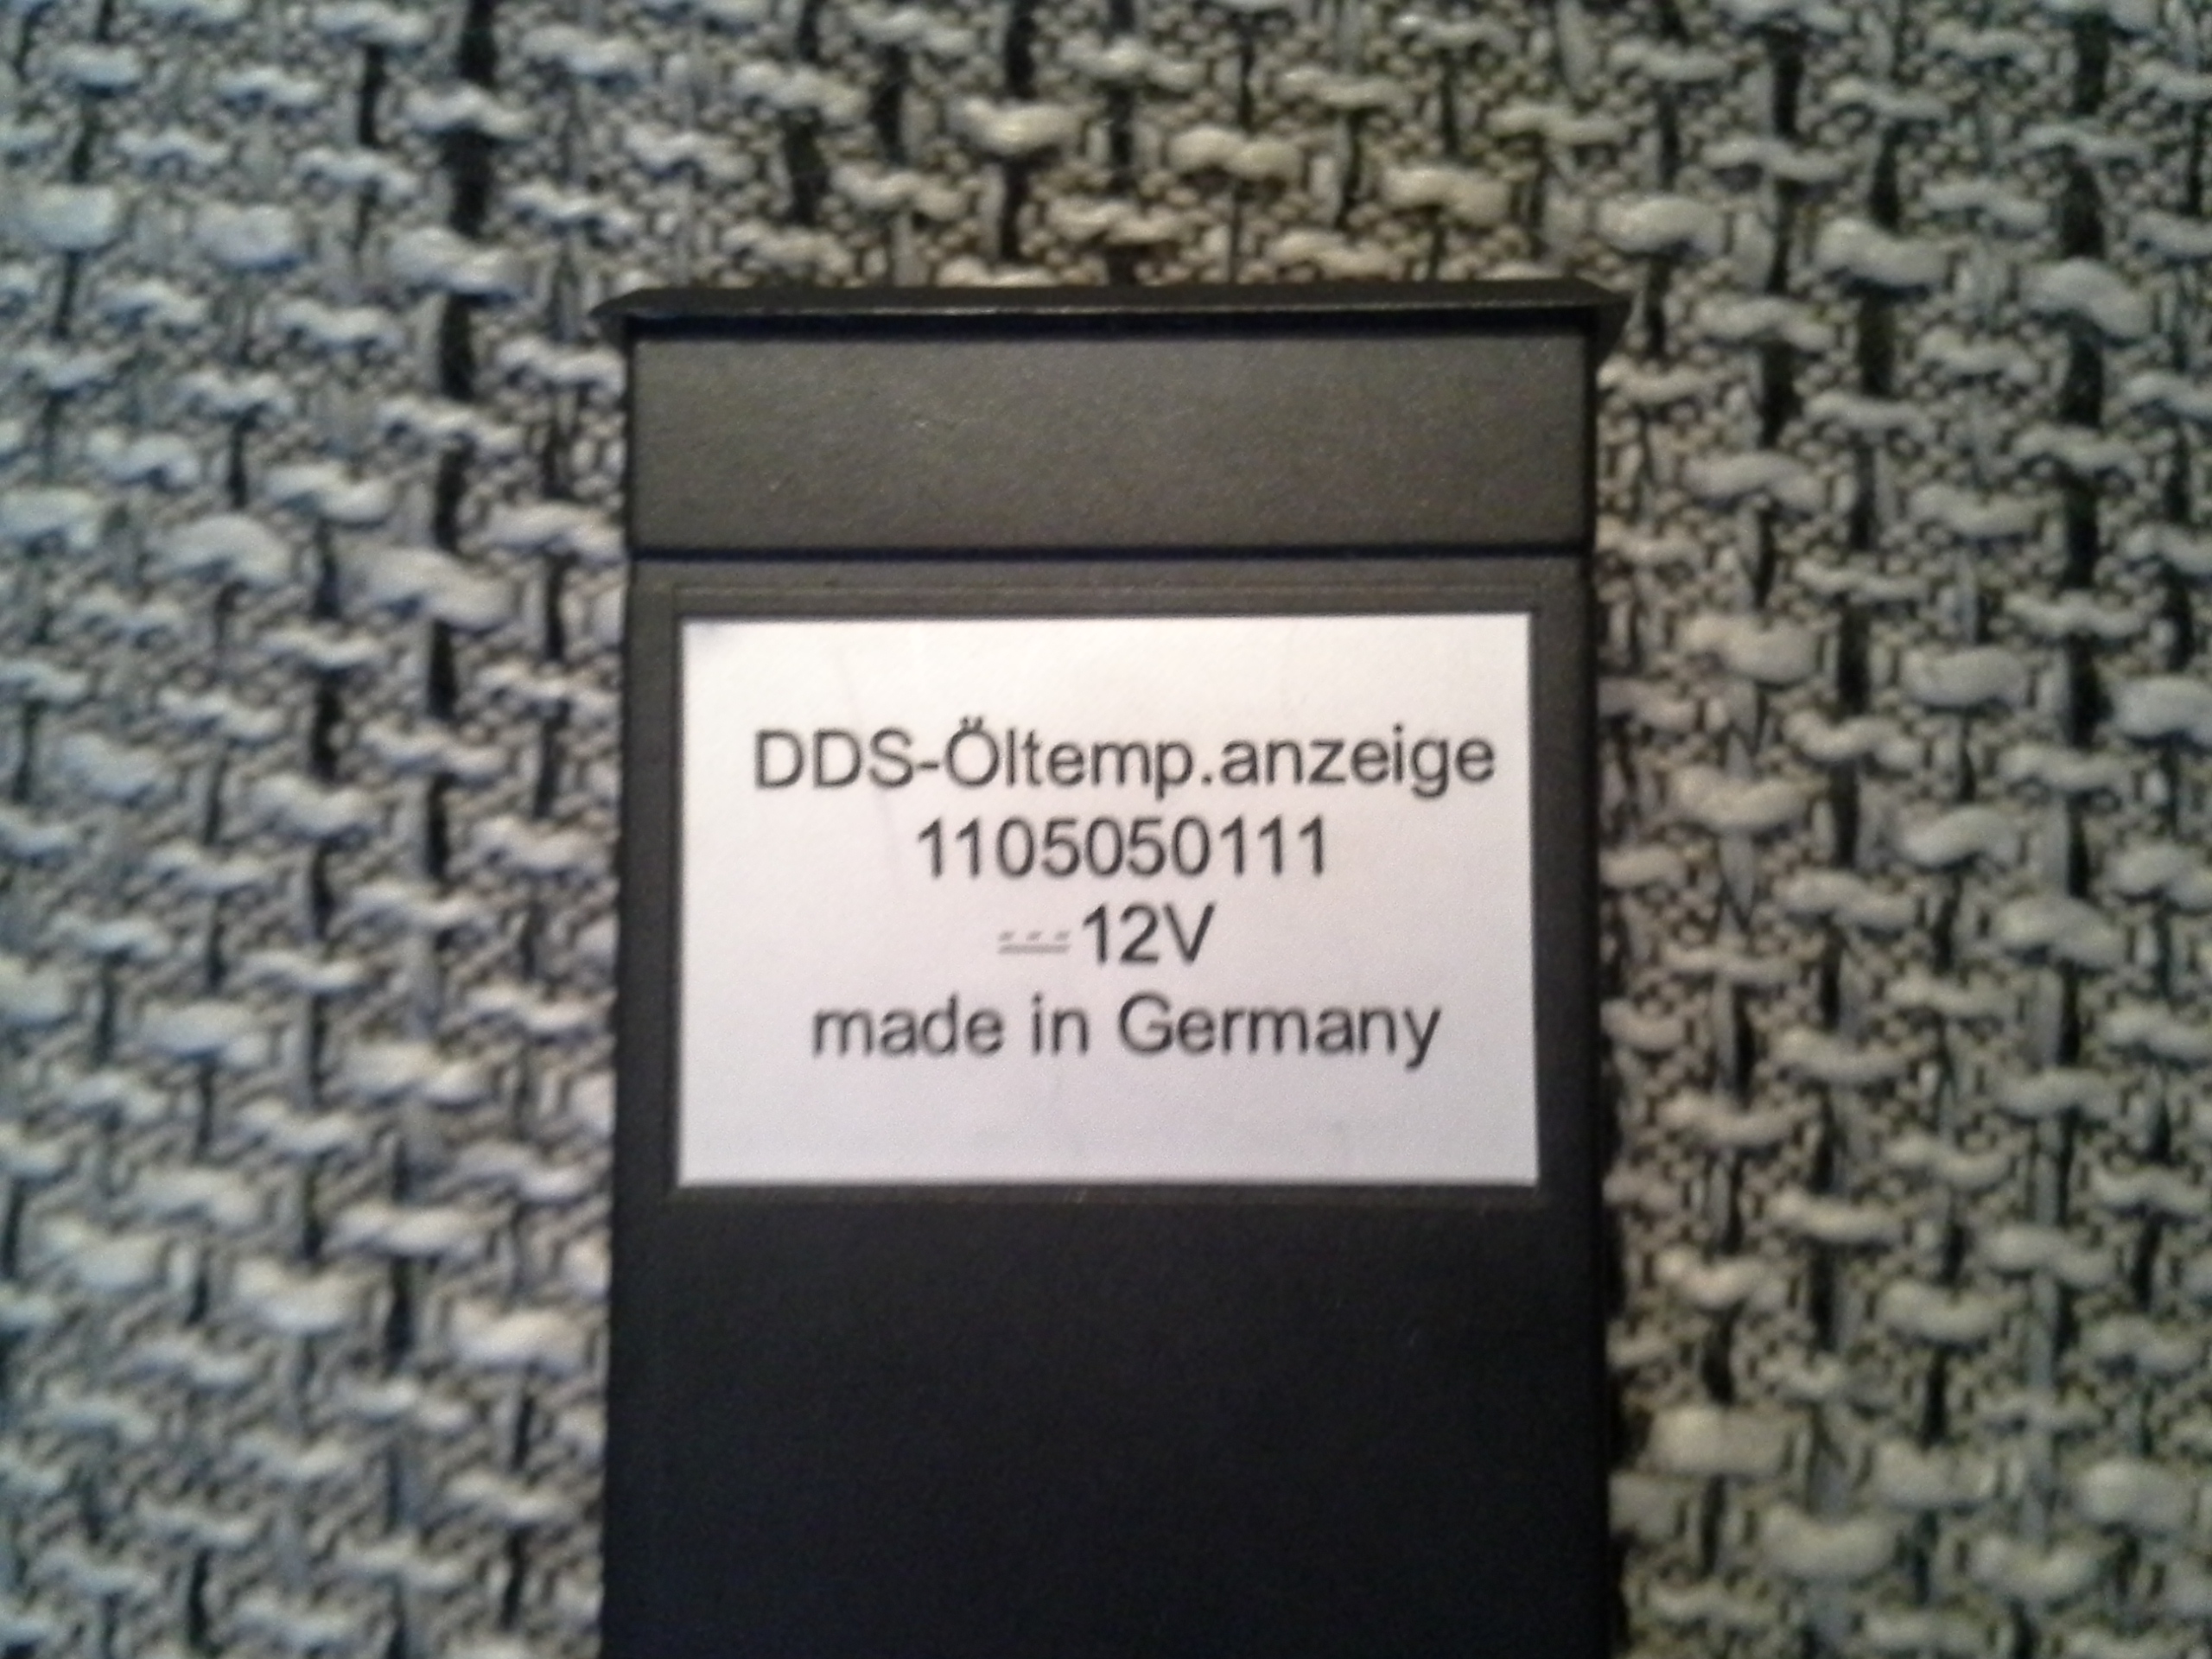 DDS-Öltemp.anzeige
1105050111
⎓12V
made in Germany